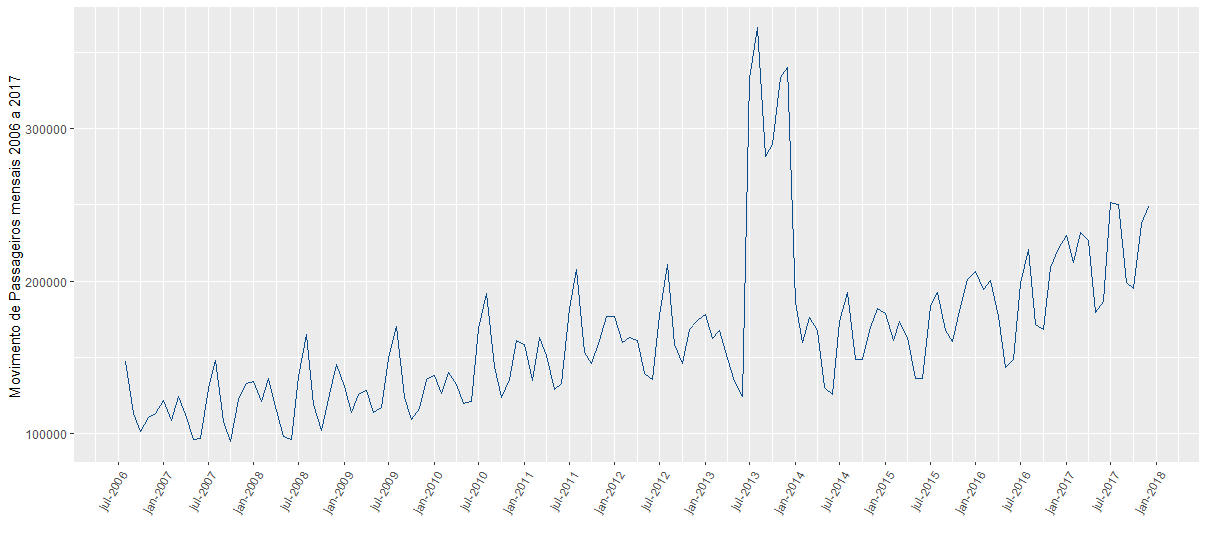 Movimento de Passageiros mensais 2006 a 2017
300000
200000
100000
jul-2006
jan-2007
jul-2007
jan-2008
jul-2008
jan-2009
jul-2009
jan-2010
jul-2010
jan-2011
jul-2011
jan-2012
jul-2012
jan-2013
jul-2013
jan-2014
jul-2014
jan-2015
jul-2015
jan-2016
jul-2016
jan-2017
jul-2017
jan-2018